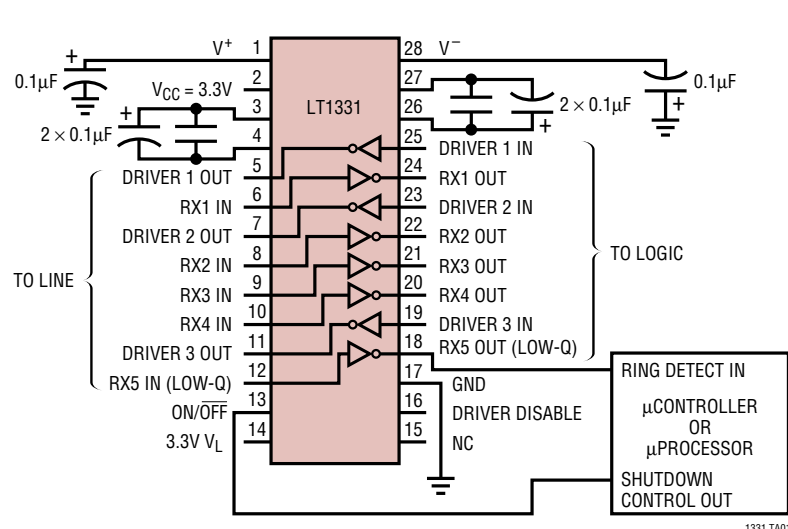 V+ 1
28 V−
0.1µF
0.1µF
2
27
VCC = 3.3V
3
26
2 × 0.1µF
2 × 0.1µF
LT1331
4
25 DRIVER 1 IN
DRIVER 1 OUT 5
24 RX1 OUT
RX1 IN 6
23 DRIVER 2 IN
DRIVER 2 OUT 7
22 RX2 OUT
RX2 IN 8
21 RX3 OUT
RX3 IN 9
20 RX4 OUT
RX4 IN 10
19 DRIVER 3 IN
DRIVER 3 OUT 11
18 RX5 OUT (LOW-Q)
RX5 IN (LOW-Q) 12
17 GND
ON/O̅F̅F̅ 13
16 DRIVER DISABLE
3.3V VL 14
15 NC
TO LINE
TO LOGIC
RING DETECT IN
µCONTROLLER
OR
µPROCESSOR
SHUTDOWN
CONTROL OUT